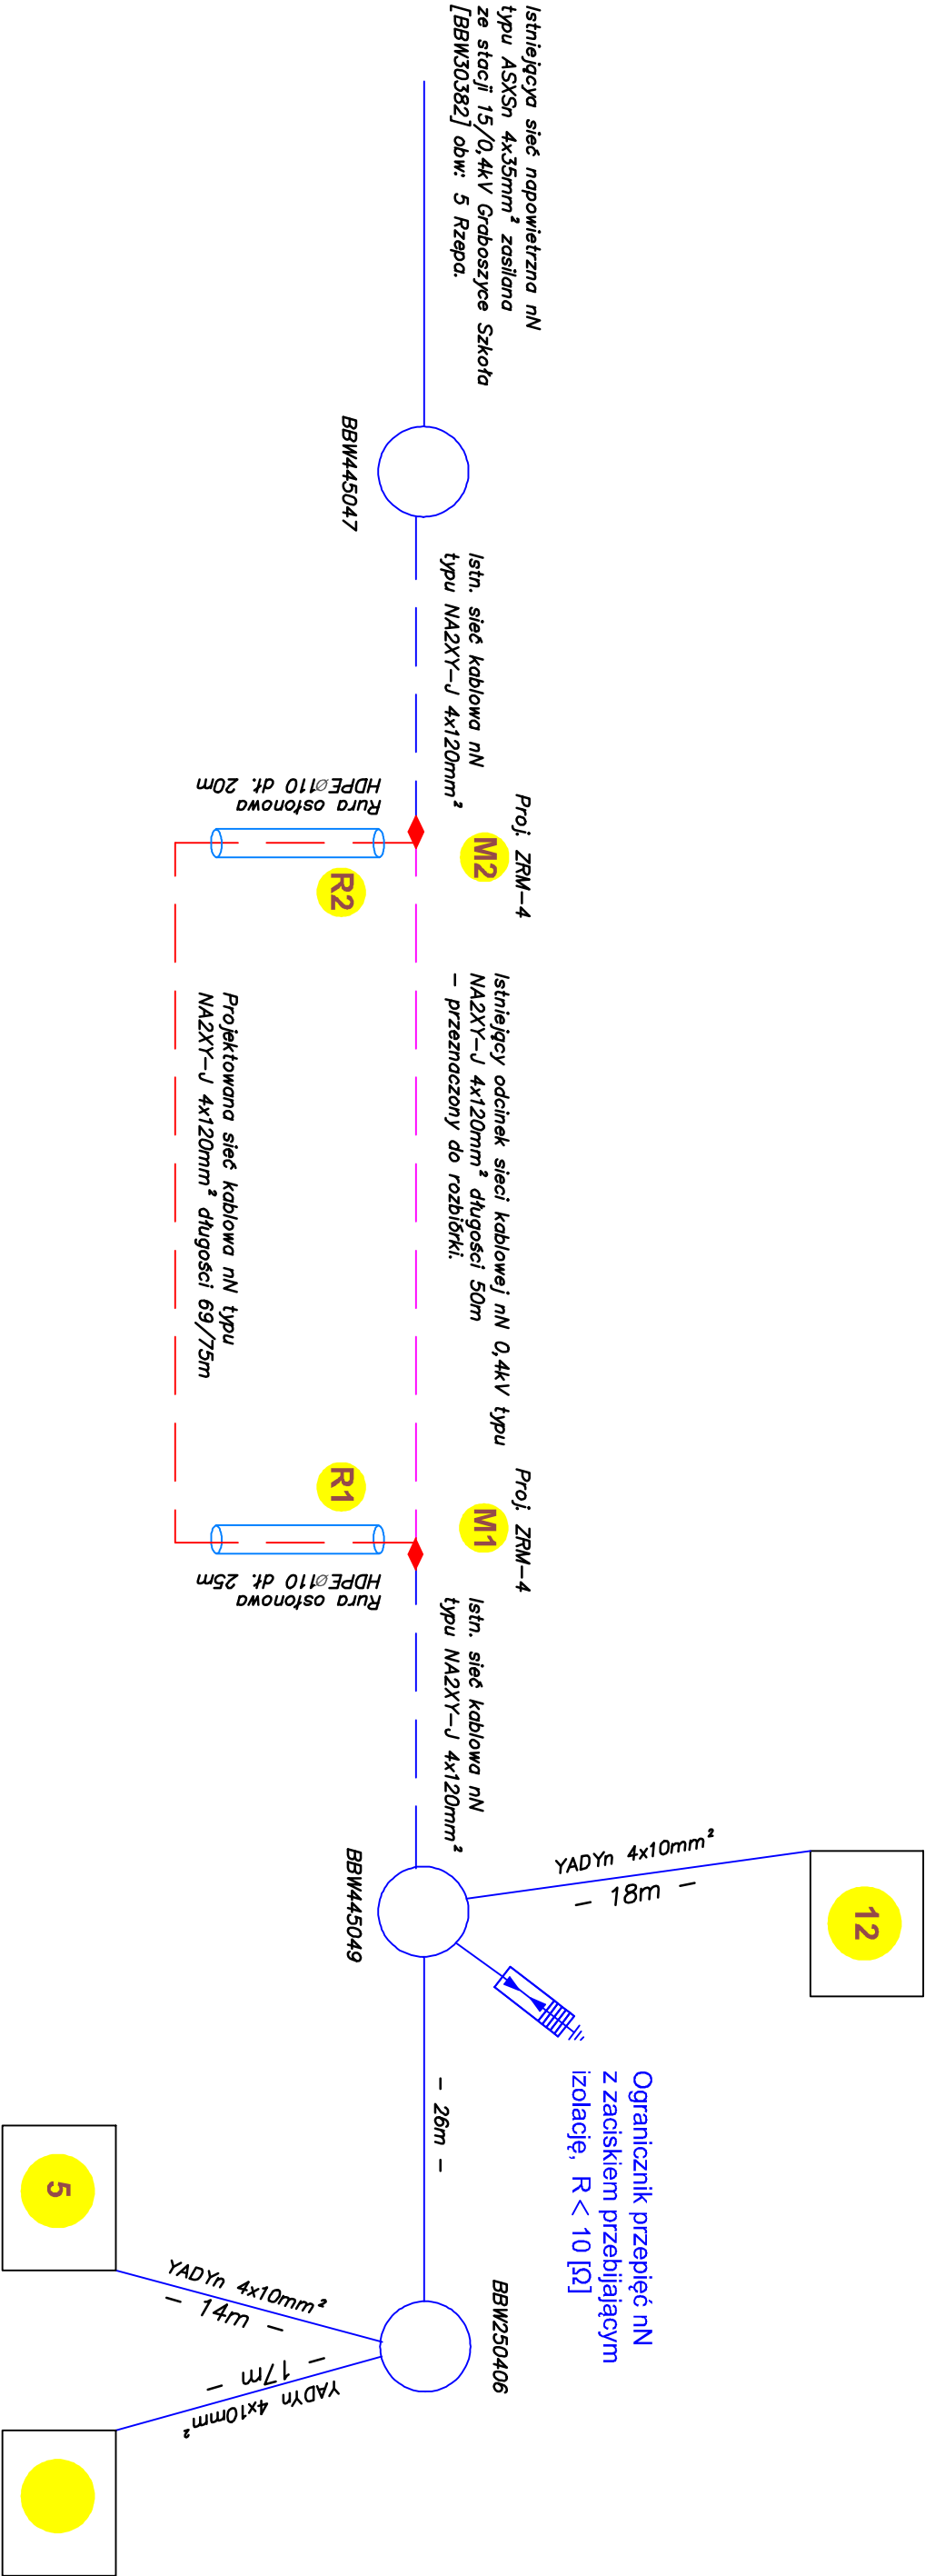 Istniejącya sieć napowietrzna nN
typu ASXSn 4x35mm² zasilana
ze stacji 15/0,4kV Graboszyce Szkoła
[BBW30382] obw: 5 Rzepa.
BBW445047
Istn. sieć kablowa nN
typu NA2XY-J 4x120mm²
Proj. ZRM-4
M2
Rura osłonowa
HDPEØ110 dł. 20m
R2
Istniejący odcinek sieci kablowej nN 0,4kV typu
NA2XY-J 4x120mm² długości 50m
- przeznaczony do rozbiórki.
Projektowana sieć kablowa nN typu
NA2XY-J 4x120mm² długości 69/75m
Proj. ZRM-4
M1
R1
Rura osłonowa
HDPEØ110 dł. 25m
Istn. sieć kablowa nN
typu NA2XY-J 4x120mm²
BBW445049
YADYn 4x10mm²
- 18m -
12
Ogranicznik przepięć nN
z zaciskiem przebijającym
izolację, R < 10 [Ω]
- 26m -
BBW250406
YADYn 4x10mm²
- 14m -
5
- 17m -
YADYn 4x10mm²